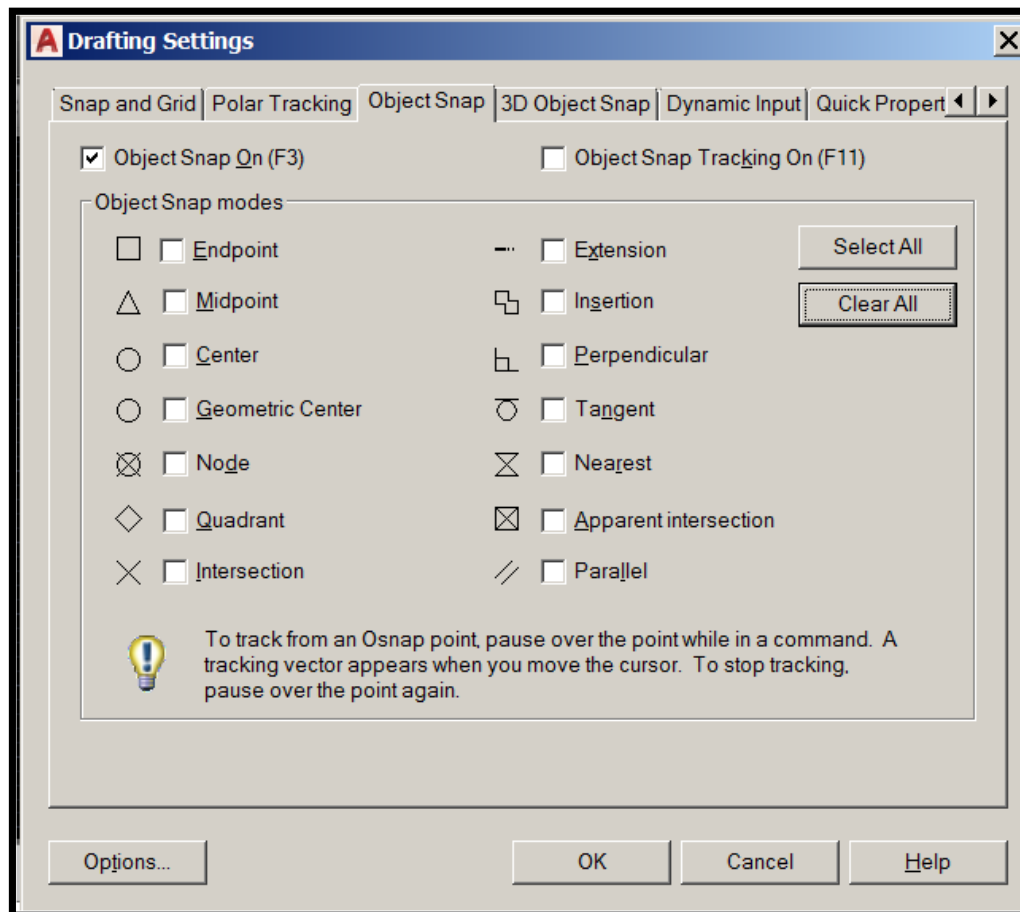 Drafting Settings
Snap and Grid Polar Tracking Object Snap 3D Object Snap Dynamic Input Quick Propert
Object Snap On (F3) Object Snap Tracking On (F11)
Object Snap modes
Endpoint Extension Select All
Midpoint Insertion Clear All
Center Perpendicular
Geometric Center Tangent
Node Nearest
Quadrant Apparent intersection
Intersection Parallel
To track from an Osnap point, pause over the point while in a command. A
tracking vector appears when you move the cursor. To stop tracking,
pause over the point again.
Options... OK Cancel Help